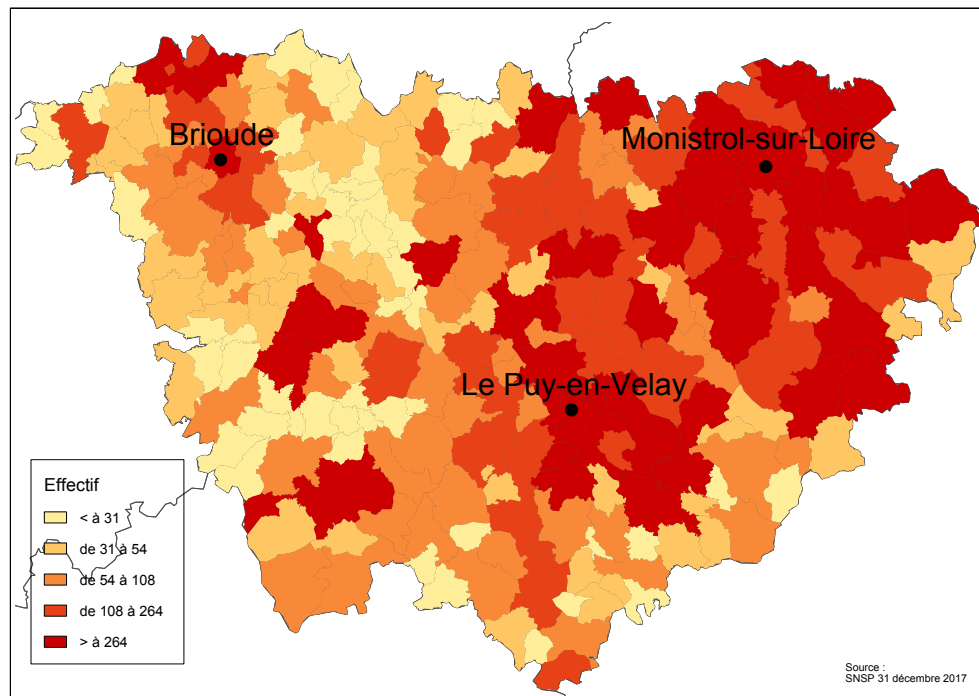 Brioude
Monistrol-sur-Loire
Le Puy-en-Velay
Effectif
< à 31
de 31 à 54
de 54 à 108
de 108 à 264
> à 264
Source :
SNSP 31 décembre 2017